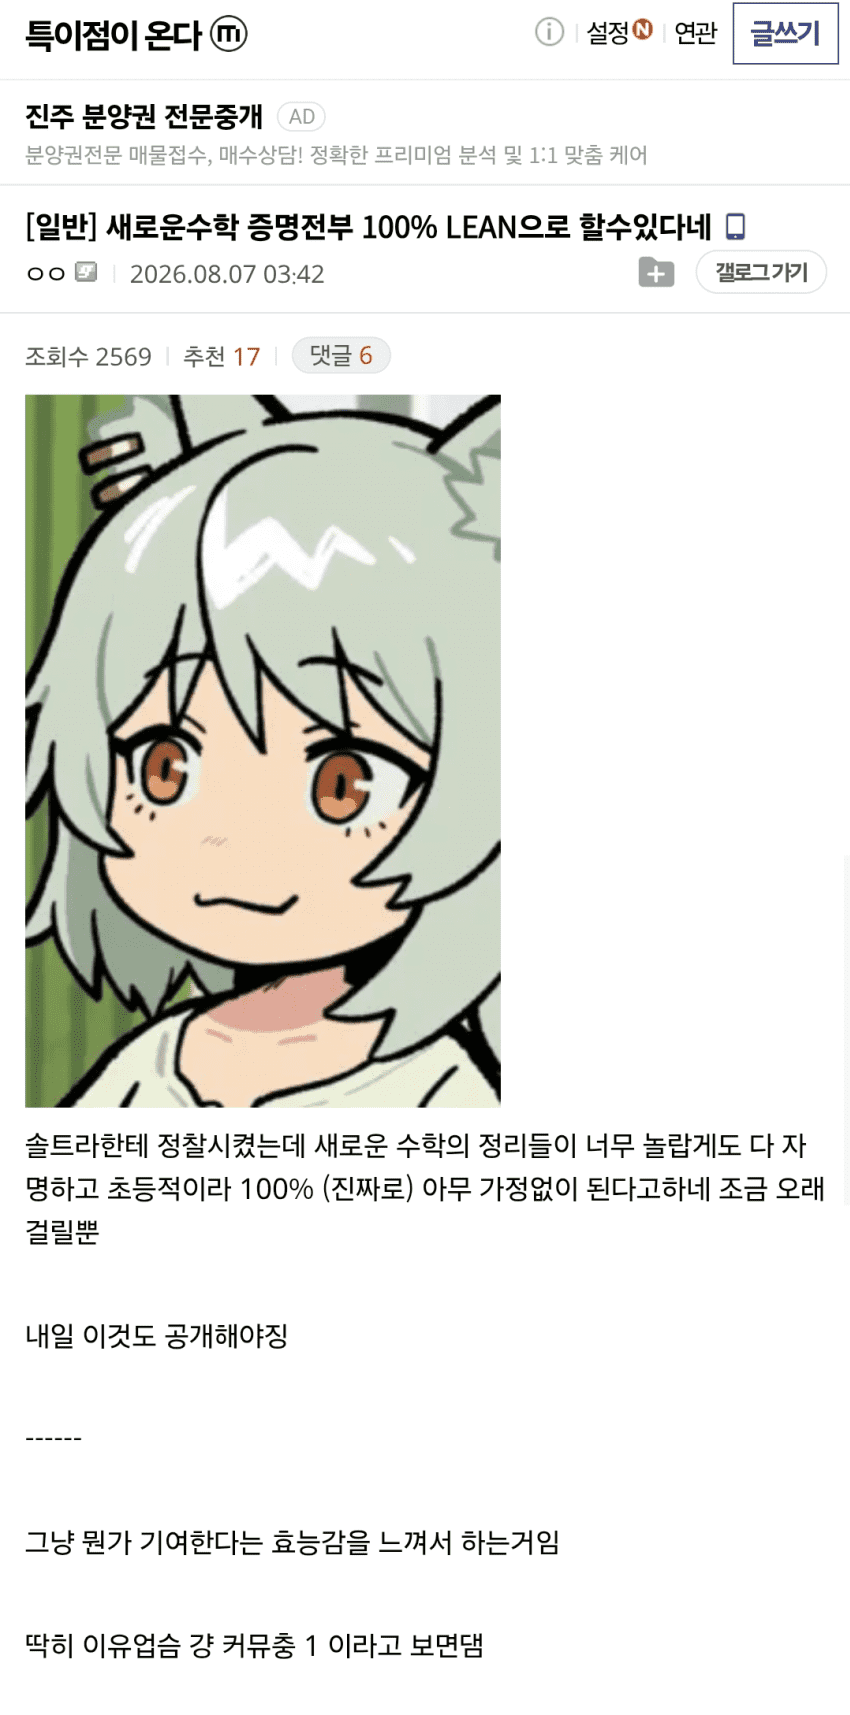 특이점이 온다 ⓜ
설정 N 연관 글쓰기
진주 분양권 전문중개 AD
분양권전문 매물접수, 매수상담! 정확한 프리미엄 분석 및 1:1 맞춤 케어
[일반] 새로운수학 증명전부 100% LEAN으로 할수있다네
ㅇㅇ 2026.08.07 03:42
갤로그 가기
조회수 2569 추천 17 댓글 6
솔트라한테 정찰시켰는데 새로운 수학의 정리들이 너무 놀랍게도 다 자
명하고 초등적이라 100% (진짜로) 아무 가정없이 된다고하네 조금 오래
걸릴뿐
내일 이것도 공개해야징
------
그냥 뭔가 기여한다는 효능감을 느껴서 하는거임
딱히 이유업슴 걍 커뮤충 1 이라고 보면댐